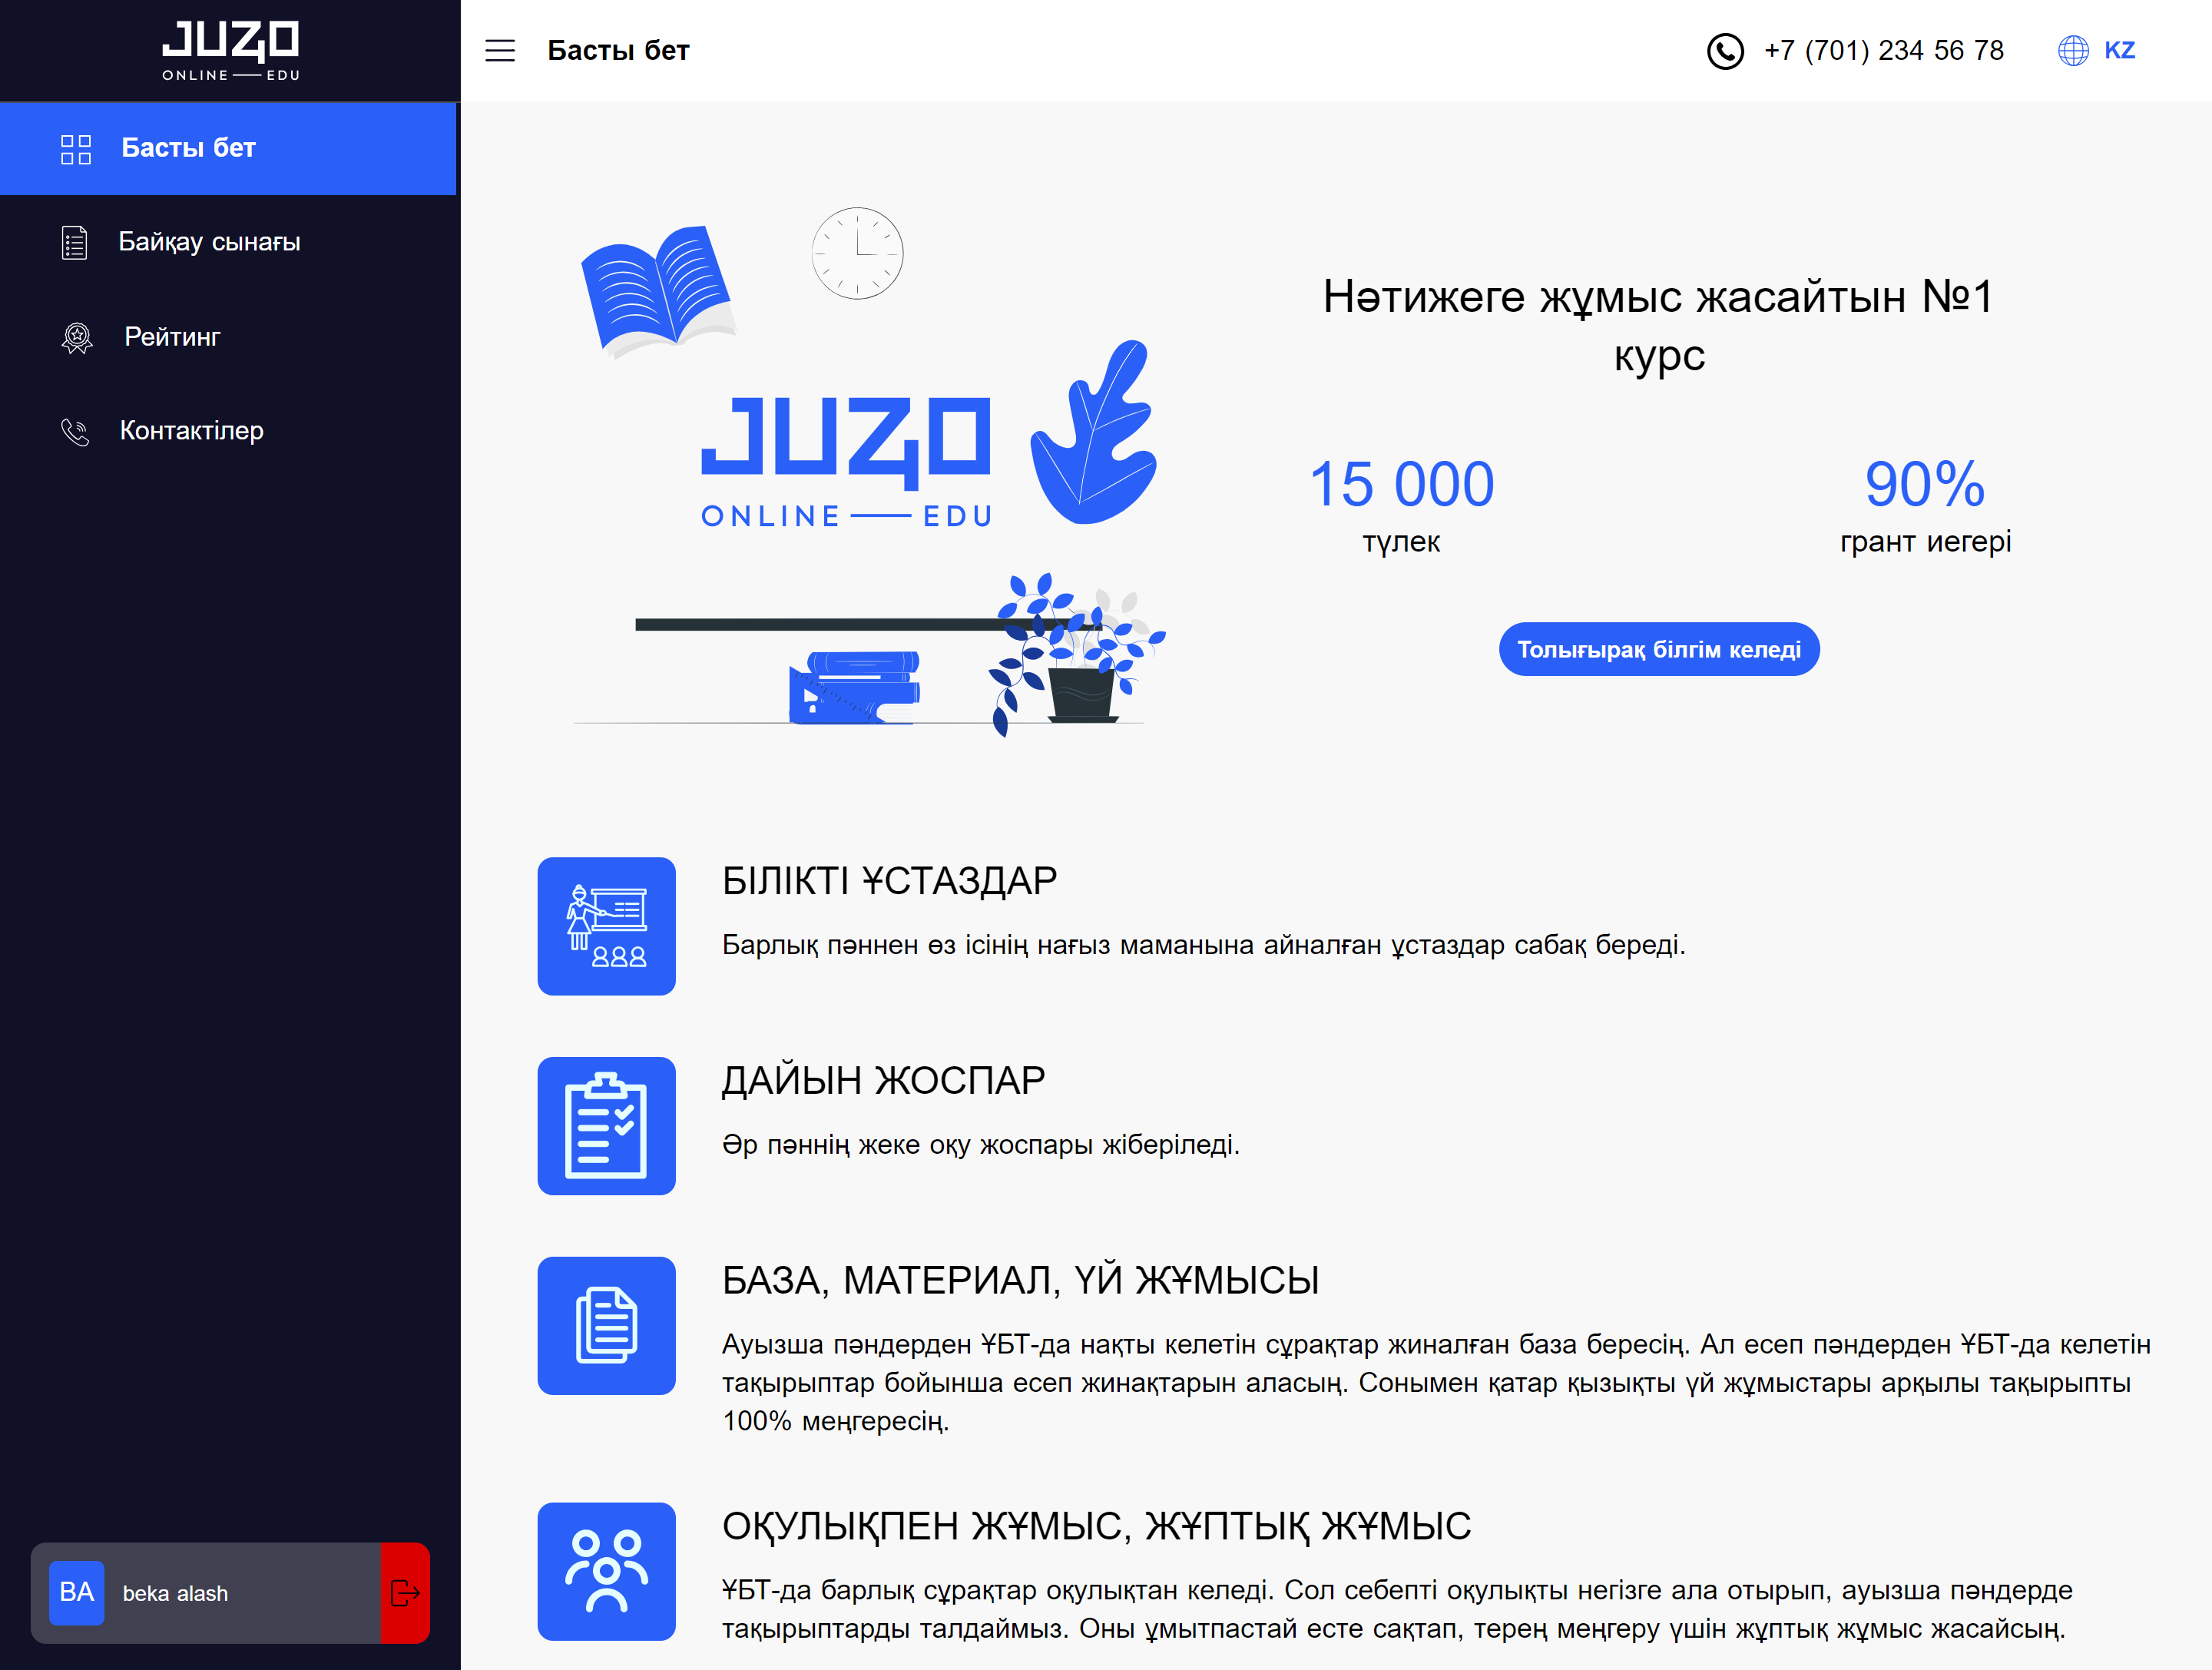 JUZ40
ONLINE — EDU
Басты бет
+7 (701) 234 56 78
KZ
Басты бет
Байқау сынағы
Рейтинг
Контактілер
JUZ40
ONLINE — EDU
Нәтижеге жұмыс жасайтын №1
курс
15 000
түлек
90%
грант иегері
Толығырақ білгім келеді
БІЛІКТІ ҰСТАЗДАР
Барлық пәннен өз ісінің нағыз маманына айналған ұстаздар сабақ береді.
ДАЙЫН ЖОСПАР
Әр пәннің жеке оқу жоспары жіберіледі.
БАЗА, МАТЕРИАЛ, ҮЙ ЖҰМЫСЫ
Ауызша пәндерден ҰБТ-да нақты келетін сұрақтар жиналған база бересің. Ал есеп пәндерден ҰБТ-да келетін
тақырыптар бойынша есеп жинақтарын аласың. Сонымен қатар қызықты үй жұмыстары арқылы тақырыпты
100% меңгересің.
ОҚУЛЫҚПЕН ЖҰМЫС, ЖҰПТЫҚ ЖҰМЫС
ҰБТ-да барлық сұрақтар оқулықтан келеді. Сол себепті оқулықты негізге ала отырып, ауызша пәндерде
тақырыптарды талдаймыз. Оны ұмытпастай есте сақтап, терең меңгеру үшін жұптық жұмыс жасайсың.
BA
beka alash